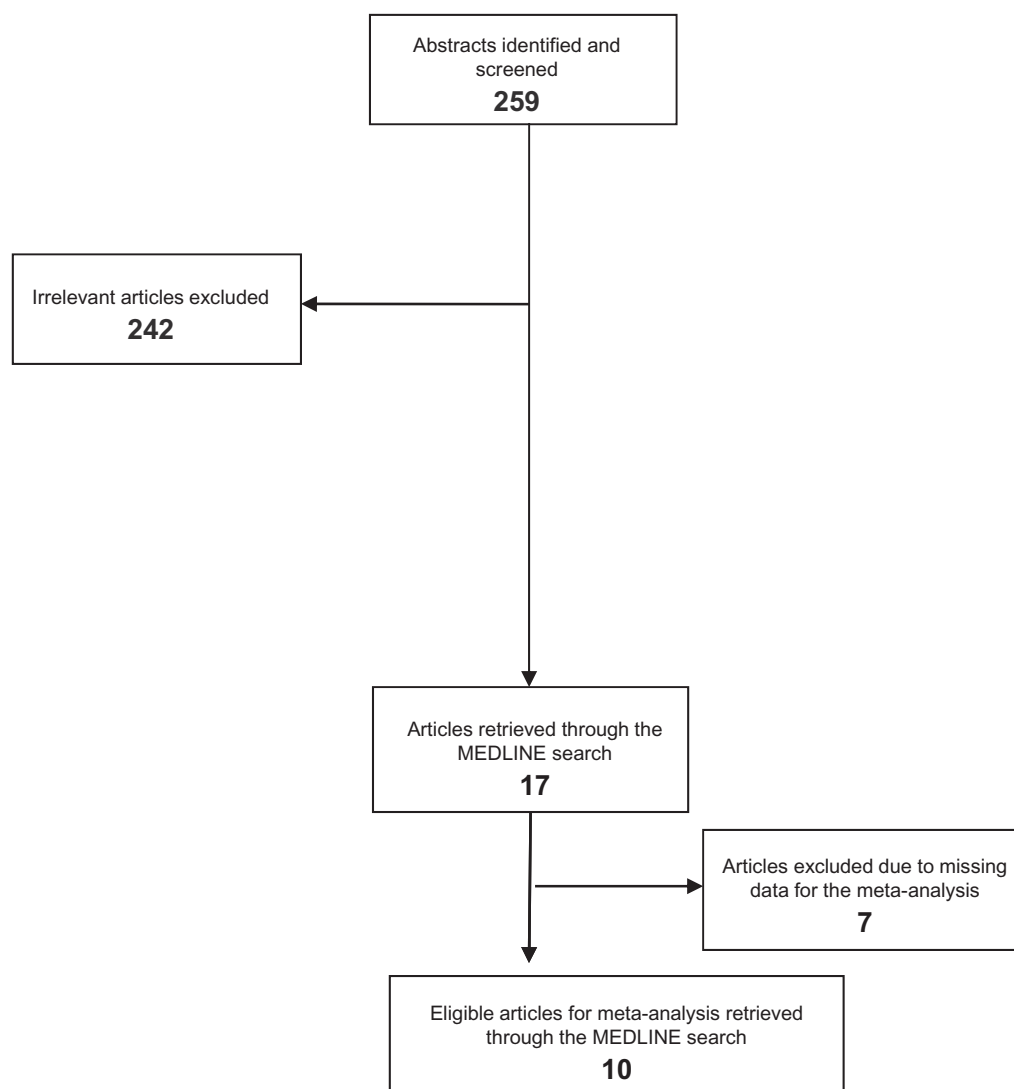 Abstracts identified and
screened
259
Irrelevant articles excluded
242
Articles retrieved through the
MEDLINE search
17
Articles excluded due to missing
data for the meta-analysis
7
Eligible articles for meta-analysis retrieved
through the MEDLINE search
10